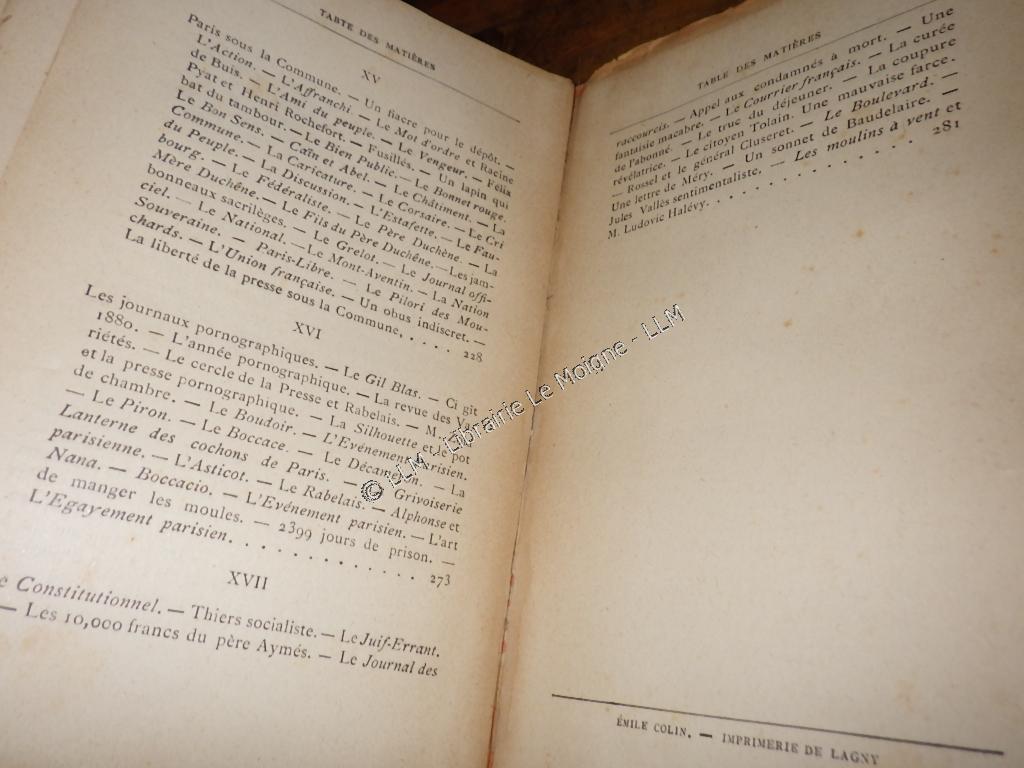 TABTE DES MATIÈRES
XV
Paris sous la Commune. — Un fiacre pour le dépôt. —
L'Action. — L'Affranchi. — Le Mot d'ordre et Racine
de Buis. — L'Ami du peuple. — Le Vengeur. — Félix
Pyat et Henri Rochefort. — Fusillés. — Un lapin qui
bat du tambour. — Le Bien Public. — Le Bonnet rouge.
Le Bon Sens. — Caïn et Abel. — Le Châtiment. — La
Commune. — La Caricature. — Le Corsaire. — Le Cri
du Peuple. — La Discussion. — L'Estafette. — Le Fau-
bourg. — Le Fédéraliste. — Le Père Duchêne. — La
Mère Duchêne. — Le Fils du Père Duchêne. — Les jam-
bonneaux sacrilèges. — Le Grelot. — Le Journal offi-
ciel. — Le National. — Le Mont-Aventin. — La Nation
Souveraine. — Paris-Libre. — Le Pilori des Mou-
chards. — L'Union française. — Un obus indiscret. —
La liberté de la presse sous la Commune. . . . . 228
XVI
Les journaux pornographiques. — Le Gil Blas. — Ci git
1880. — L'année pornographique. — La revue des Va-
riétés. — Le cercle de la Presse et Rabelais. — M.
et la presse pornographique. — La Silhouette et le pot
de chambre. — Le Boudoir. — L'Evénement Parisien.
— Le Piron. — Le Boccace. — Le Décaméron. — La
Lanterne des cochons de Paris. — Grivoiserie
parisienne. — L'Asticot. — Le Rabelais. — Alphonse et
Nana. — Boccacio. — L'Evénement parisien. — L'art
de manger les moules. — 2399 jours de prison. —
L'Egayement parisien. . . . . . . . . . . . . 273
XVII
Constitutionnel. — Thiers socialiste. — Le Juif-Errant.
— Les 10,000 francs du père Aymés. — Le Journal des
TABLE DES MATIÈRES
raccourcis. — Appel aux condamnés à mort. — Une
fantaisie macabre. — Le Courrier français. — La curée
de l'abonné. — Le truc du déjeuner. — La coupure
révélatrice. — Le citoyen Tolain. Une mauvaise farce.
— Rossel et le général Cluseret. — Le Boulevard. —
Une lettre de Méry. — Un sonnet de Baudelaire. —
Jules Vallès sentimentaliste. — Les moulins à vent et
M. Ludovic Halévy. . . . . . . . . . . . . . . 281
ÉMILE COLIN. — IMPRIMERIE DE LAGNY
© LLM - Librairie Le Moigne - LLM